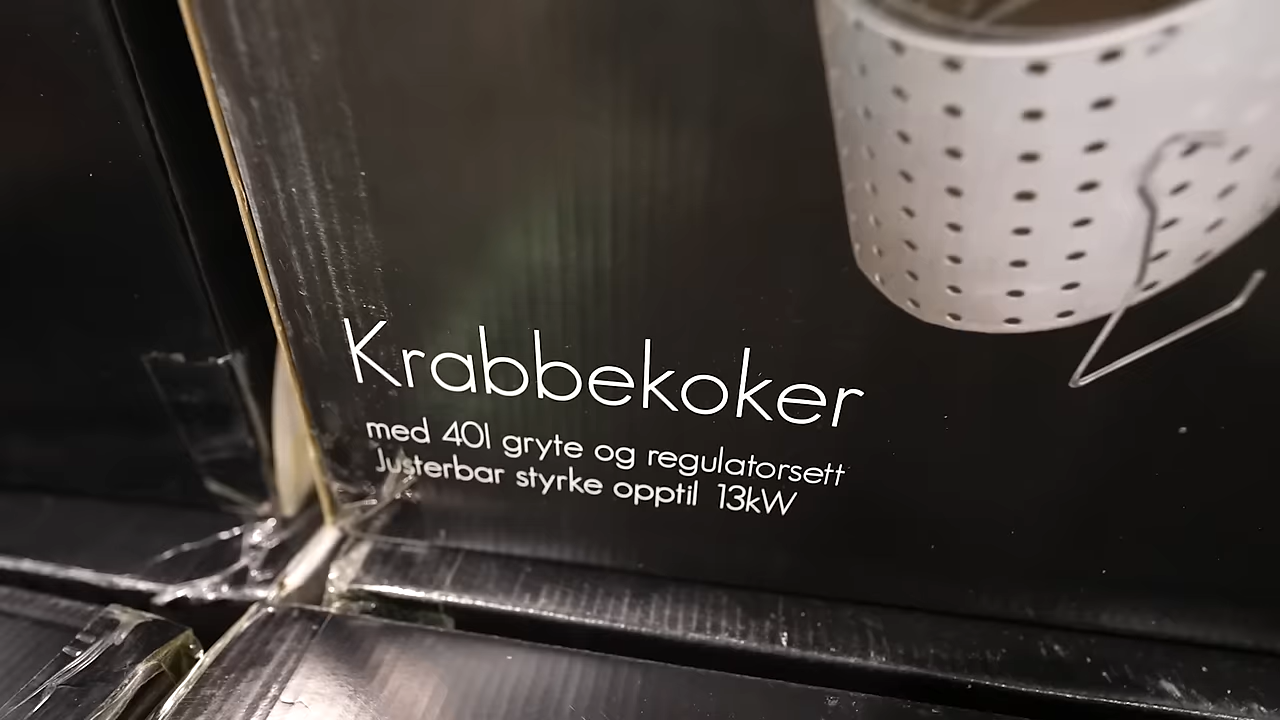 Krabbekoker
med 40l gryte og regulatorsett
Justerbar styrke opptil 13kW